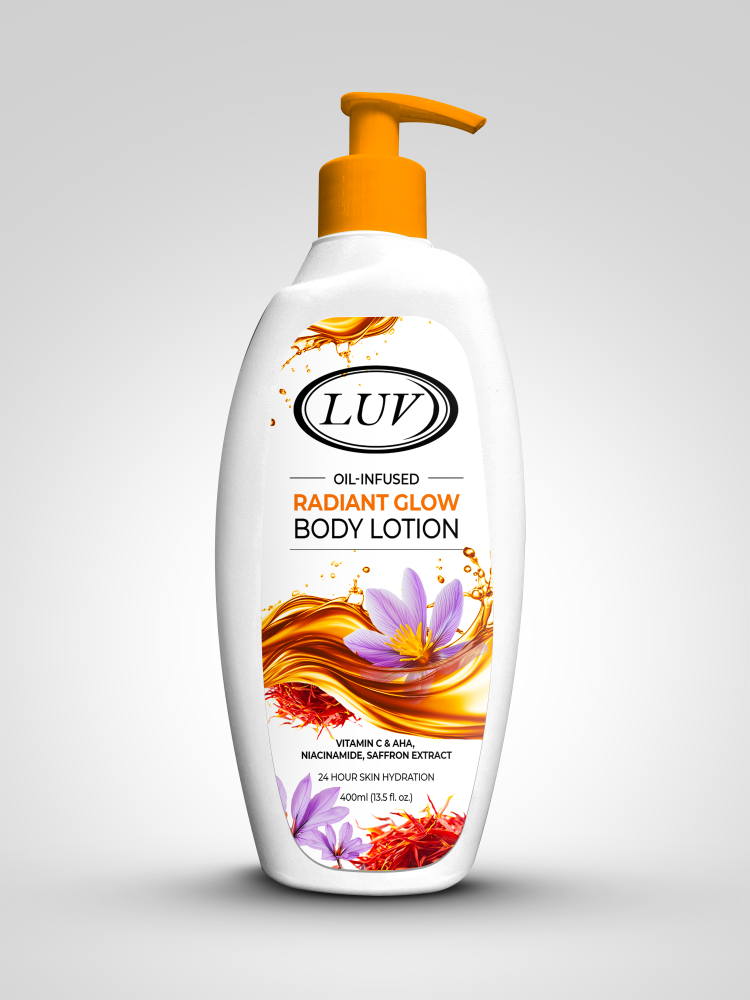 LUV
OIL-INFUSED
RADIANT GLOW
BODY LOTION
VITAMIN C & AHA,
NIACINAMIDE, SAFFRON EXTRACT
24 HOUR SKIN HYDRATION
400ml (13.5 fl. oz.)